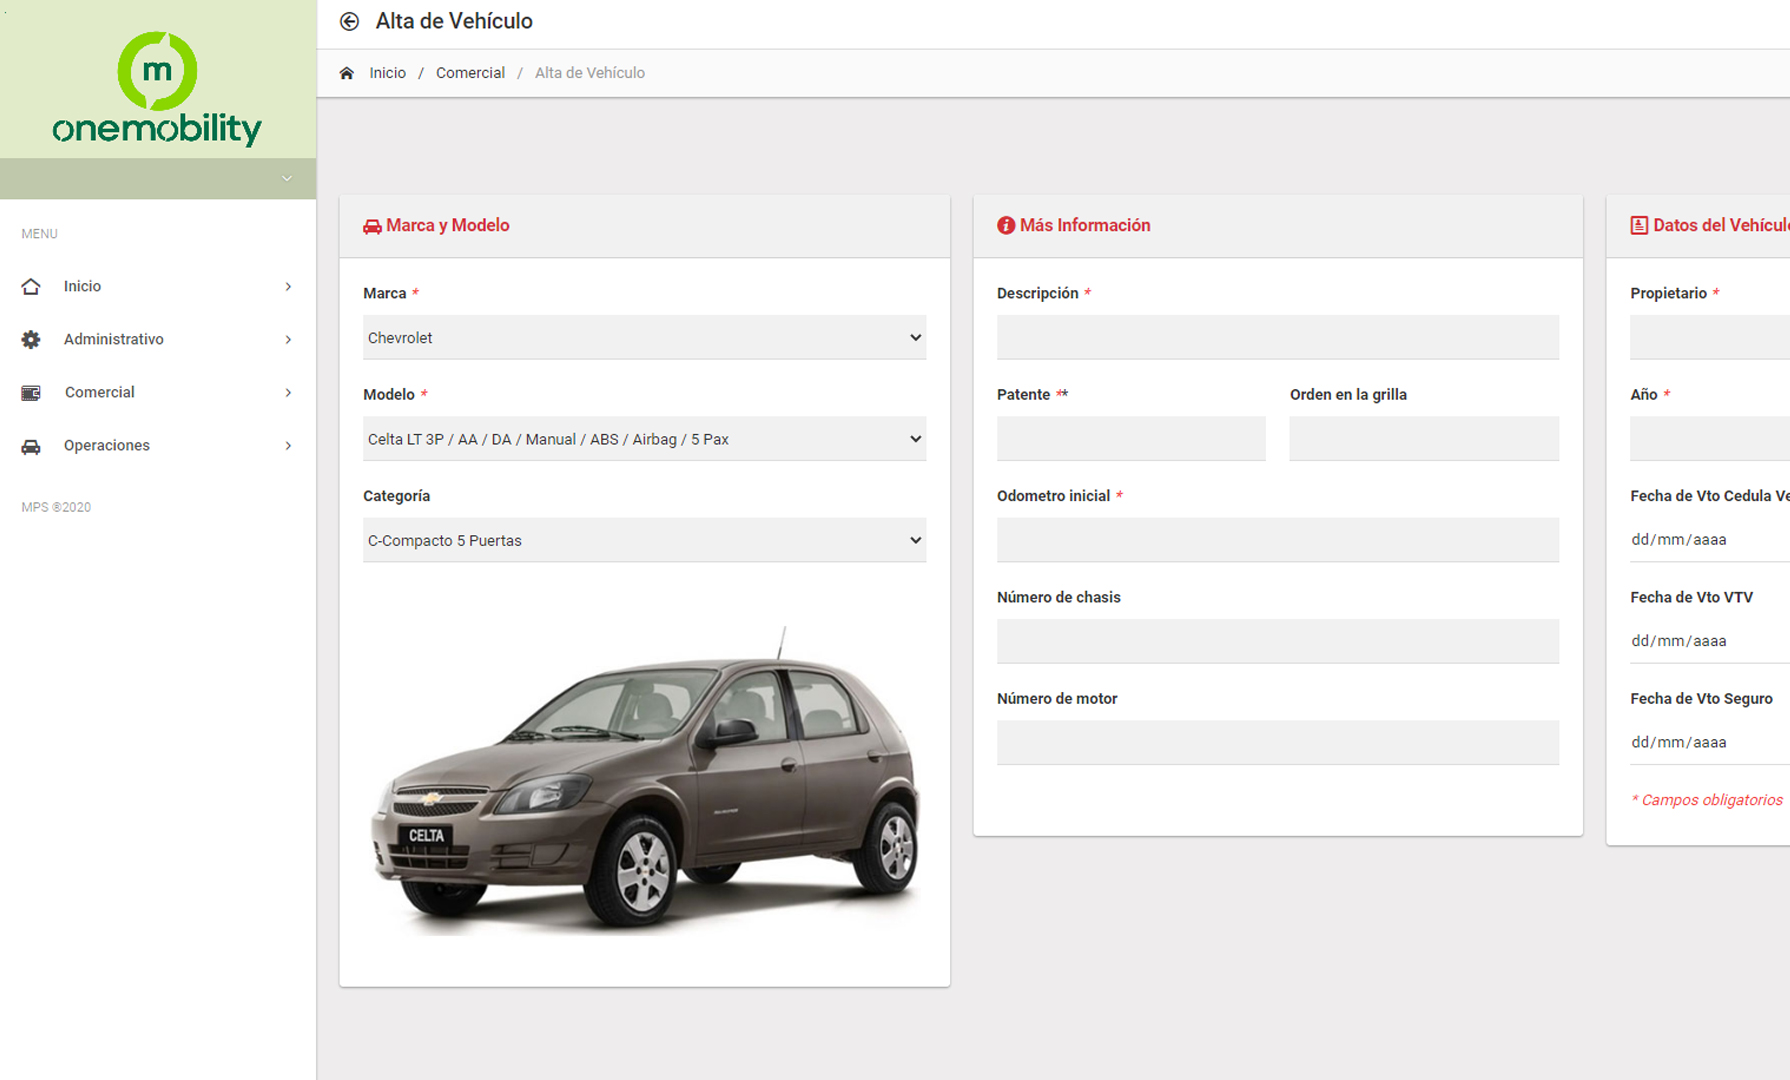 m
onemobility
MENU
Inicio
Administrativo
Comercial
Operaciones
MPS ©2020
Alta de Vehículo
Inicio / Comercial / Alta de Vehículo
Marca y Modelo
Marca *
Chevrolet
Modelo *
Celta LT 3P / AA / DA / Manual / ABS / Airbag / 5 Pax
Categoría
C-Compacto 5 Puertas
CELTA
Más Información
Descripción *
Patente ** Orden en la grilla
Odometro inicial *
Número de chasis
Número de motor
Datos del Vehícul
Propietario *
Año *
Fecha de Vto Cedula Ve
dd/mm/aaaa
Fecha de Vto VTV
dd/mm/aaaa
Fecha de Vto Seguro
dd/mm/aaaa
* Campos obligatorios